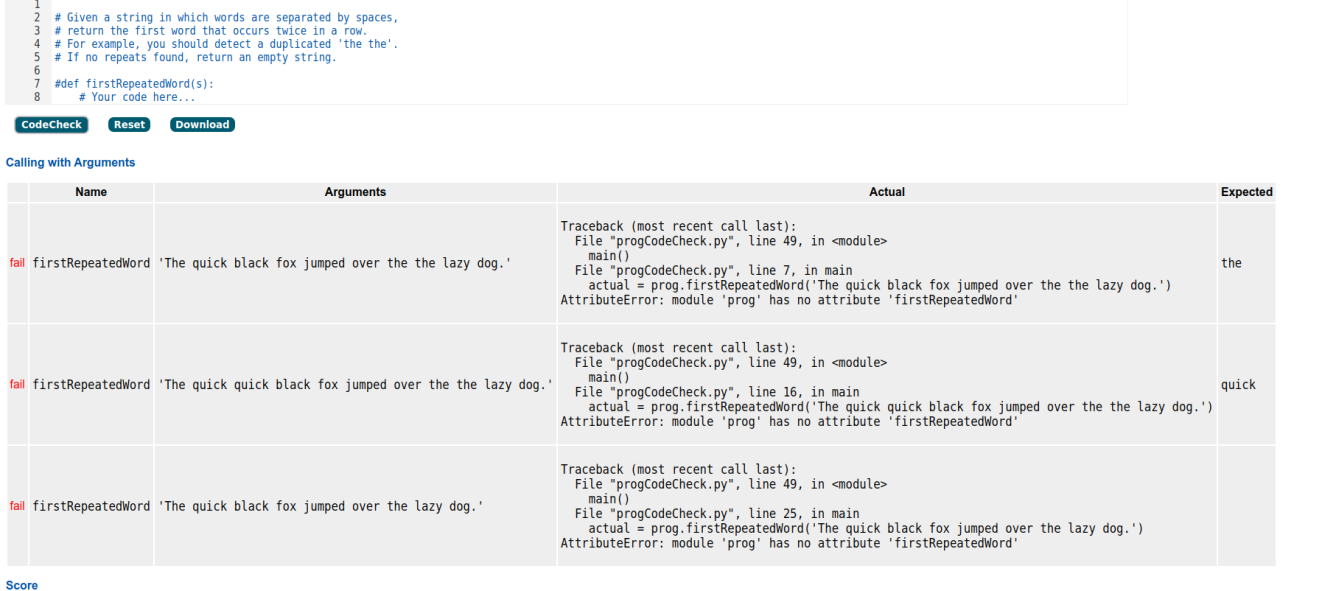 1
2 # Given a string in which words are separated by spaces,
3 # return the first word that occurs twice in a row.
4 # For example, you should detect a duplicated 'the the'.
5 # If no repeats found, return an empty string.
6
7 #def firstRepeatedWord(s):
8     # Your code here...
CodeCheck Reset Download
Calling with Arguments
Name Arguments Actual Expected
fail firstRepeatedWord 'The quick black fox jumped over the the lazy dog.'
Traceback (most recent call last):
  File "progCodeCheck.py", line 49, in <module>
    main()
  File "progCodeCheck.py", line 7, in main
    actual = prog.firstRepeatedWord('The quick black fox jumped over the the lazy dog.')
AttributeError: module 'prog' has no attribute 'firstRepeatedWord'
the
fail firstRepeatedWord 'The quick quick black fox jumped over the the lazy dog.'
Traceback (most recent call last):
  File "progCodeCheck.py", line 49, in <module>
    main()
  File "progCodeCheck.py", line 16, in main
    actual = prog.firstRepeatedWord('The quick quick black fox jumped over the the lazy dog.')
AttributeError: module 'prog' has no attribute 'firstRepeatedWord'
quick
fail firstRepeatedWord 'The quick black fox jumped over the lazy dog.'
Traceback (most recent call last):
  File "progCodeCheck.py", line 49, in <module>
    main()
  File "progCodeCheck.py", line 25, in main
    actual = prog.firstRepeatedWord('The quick black fox jumped over the lazy dog.')
AttributeError: module 'prog' has no attribute 'firstRepeatedWord'
Score